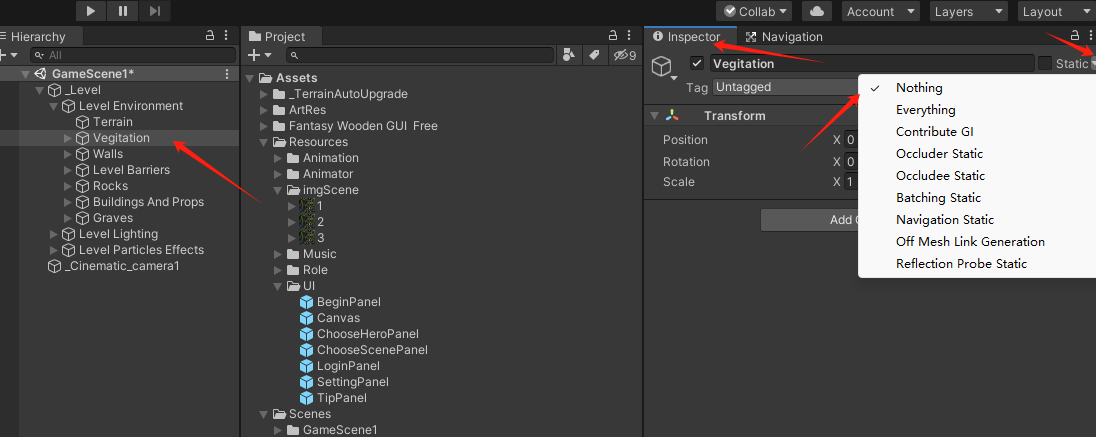 Collab
Account
Layers
Layout
Hierarchy
All
GameScene1*
_Level
Level Environment
Terrain
Vegitation
Walls
Level Barriers
Rocks
Buildings And Props
Graves
Level Lighting
Level Particles Effects
_Cinematic_camera1
Project
9
Assets
_TerrainAutoUpgrade
ArtRes
Fantasy Wooden GUI Free
Resources
Animation
Animator
imgScene
1
2
3
Music
Role
UI
BeginPanel
Canvas
ChooseHeroPanel
ChooseScenePanel
LoginPanel
SettingPanel
TipPanel
Scenes
GameScene1
Inspector
Navigation
Vegitation
Static
Tag Untagged
Transform
Position X 0
Rotation X 0
Scale X 1
Add
Nothing
Everything
Contribute GI
Occluder Static
Occludee Static
Batching Static
Navigation Static
Off Mesh Link Generation
Reflection Probe Static